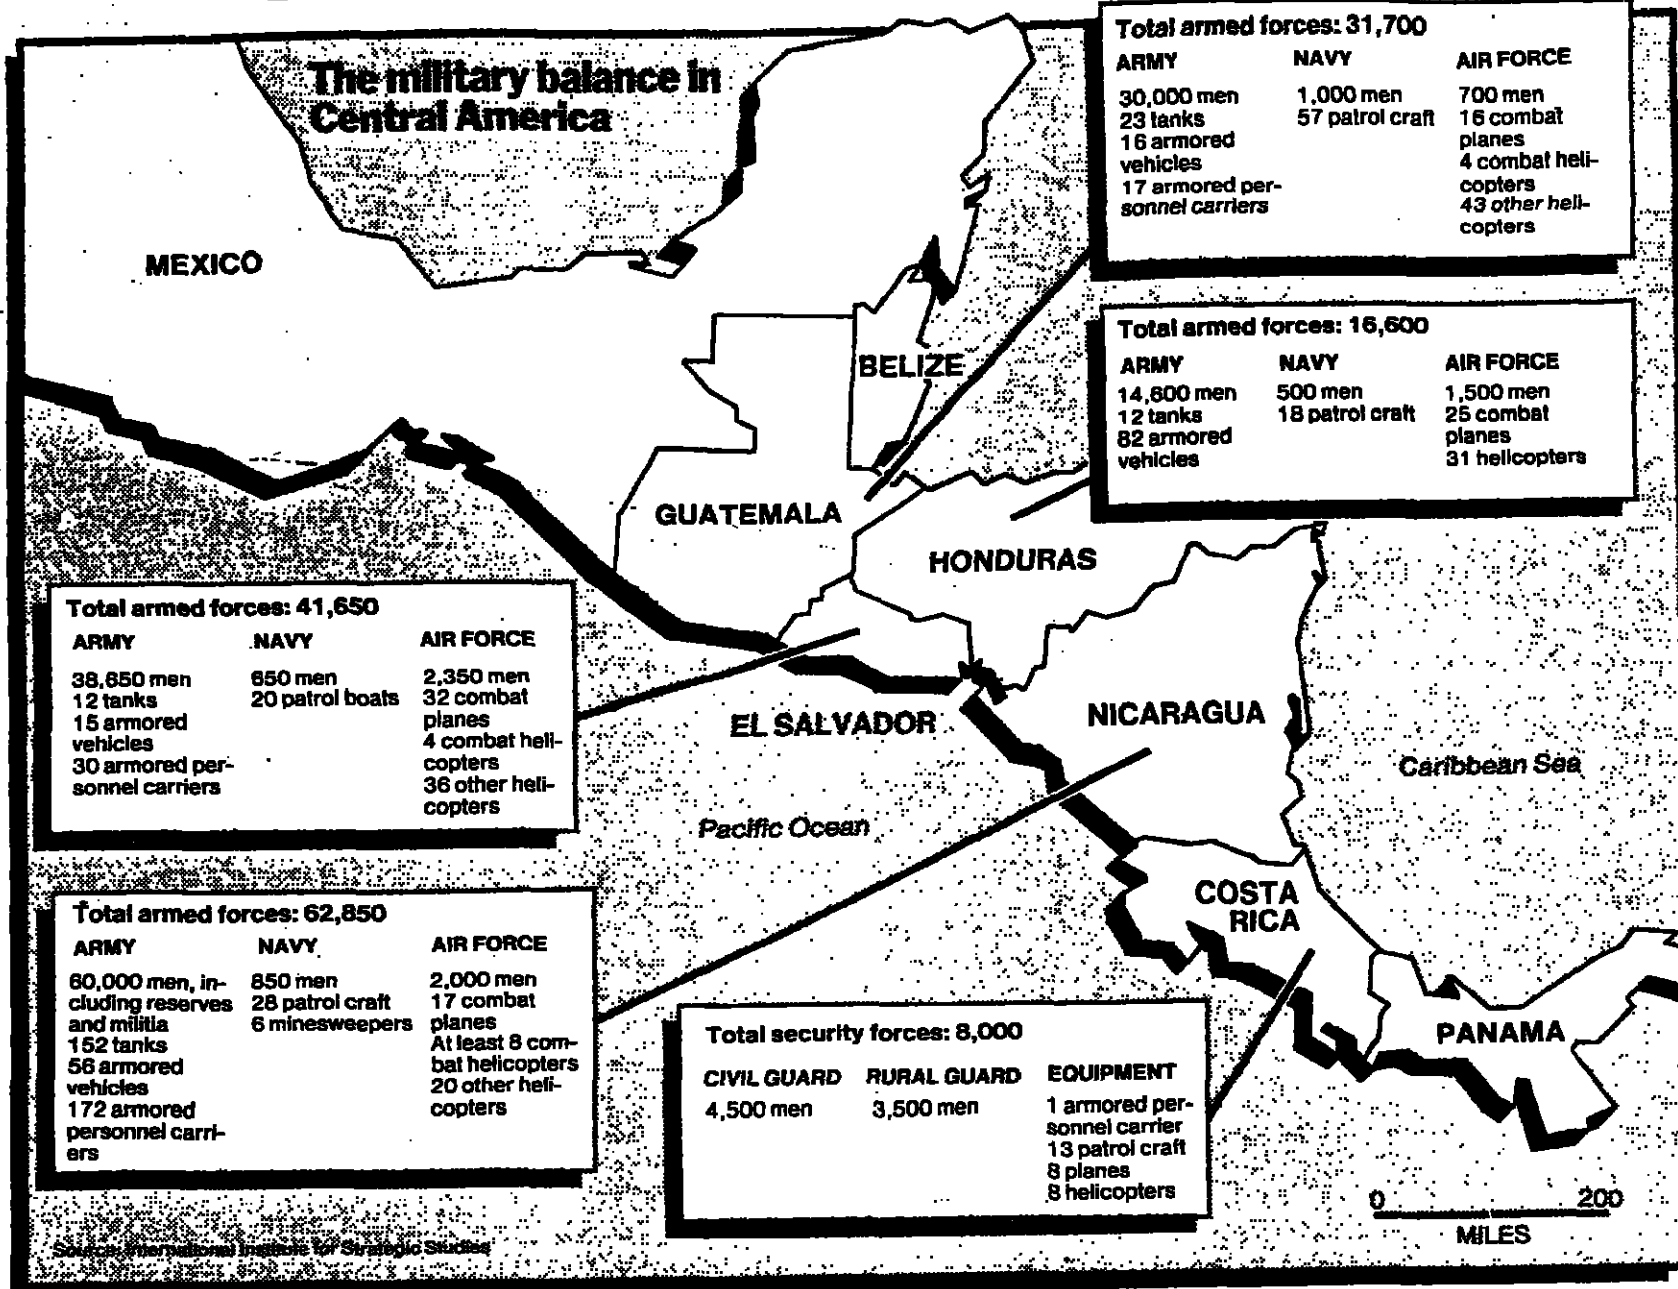 The military balance in
Central America
Total armed forces: 31,700
ARMY
30,000 men
23 tanks
16 armored
vehicles
17 armored per-
sonnel carriers
NAVY
1,000 men
57 patrol craft
AIR FORCE
700 men
16 combat
planes
4 combat heli-
copters
43 other heli-
copters
Total armed forces: 16,600
ARMY
14,600 men
12 tanks
82 armored
vehicles
NAVY
500 men
18 patrol craft
AIR FORCE
1,500 men
25 combat
planes
31 helicopters
MEXICO
BELIZE
GUATEMALA
HONDURAS
EL SALVADOR
NICARAGUA
Caribbean Sea
Pacific Ocean
COSTA
RICA
PANAMA
Total armed forces: 41,650
ARMY
38,650 men
12 tanks
15 armored
vehicles
30 armored per-
sonnel carriers
NAVY
650 men
20 patrol boats
AIR FORCE
2,350 men
32 combat
planes
4 combat heli-
copters
36 other heli-
copters
Total armed forces: 62,850
ARMY
60,000 men, in-
cluding reserves
and militia
152 tanks
56 armored
vehicles
172 armored
personnel carri-
ers
NAVY
850 men
28 patrol craft
6 minesweepers
AIR FORCE
2,000 men
17 combat
planes
At least 8 com-
bat helicopters
20 other heli-
copters
Total security forces: 8,000
CIVIL GUARD
4,500 men
RURAL GUARD
3,500 men
EQUIPMENT
1 armored per-
sonnel carrier
13 patrol craft
8 planes
8 helicopters
0 200
MILES
Source: International Institute for Strategic Studies